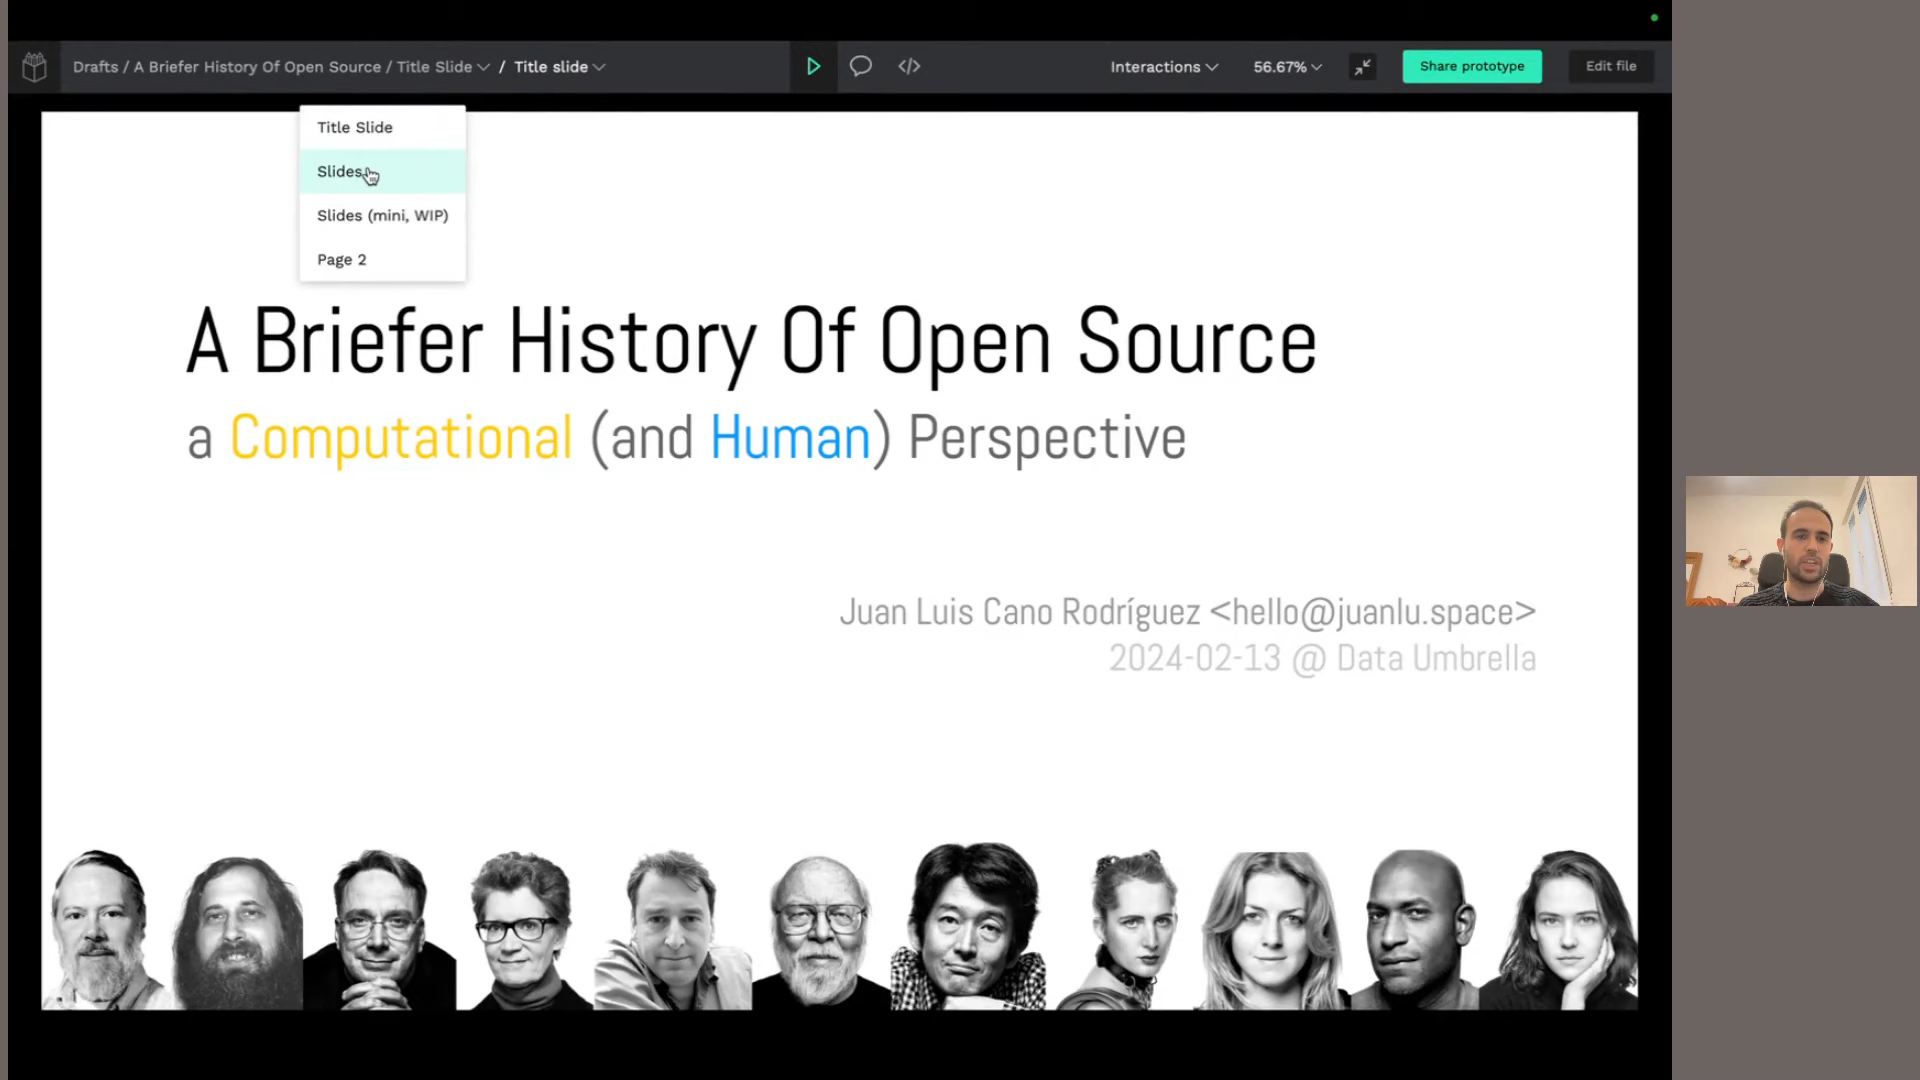 Drafts / A Briefer History Of Open Source / Title Slide / Title slide
Interactions
56.67%
Share prototype
Edit file
Title Slide
Slides
Slides (mini, WIP)
Page 2
A Briefer History Of Open Source
a Computational (and Human) Perspective
Juan Luis Cano Rodríguez <hello@juanlu.space>
2024-02-13 @ Data Umbrella